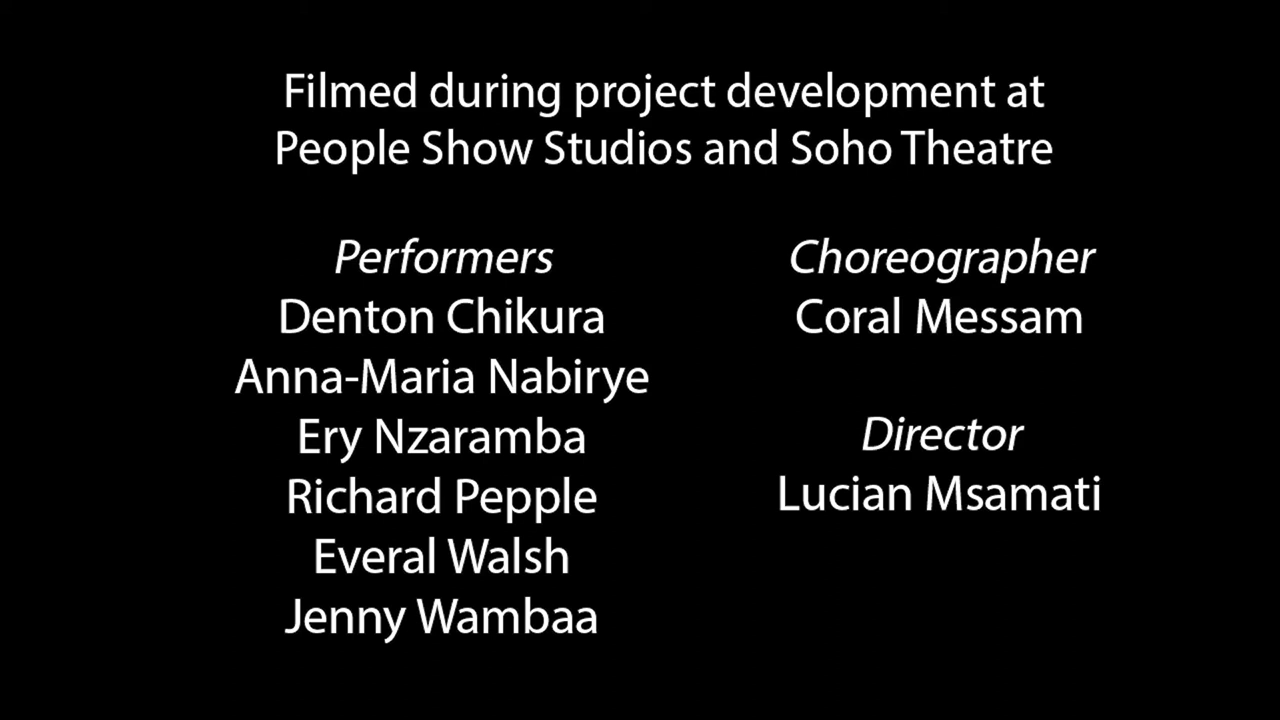 Filmed during project development at
People Show Studios and Soho Theatre
Performers
Denton Chikura
Anna-Maria Nabirye
Ery Nzaramba
Richard Pepple
Everal Walsh
Jenny Wambaa
Choreographer
Coral Messam
Director
Lucian Msamati